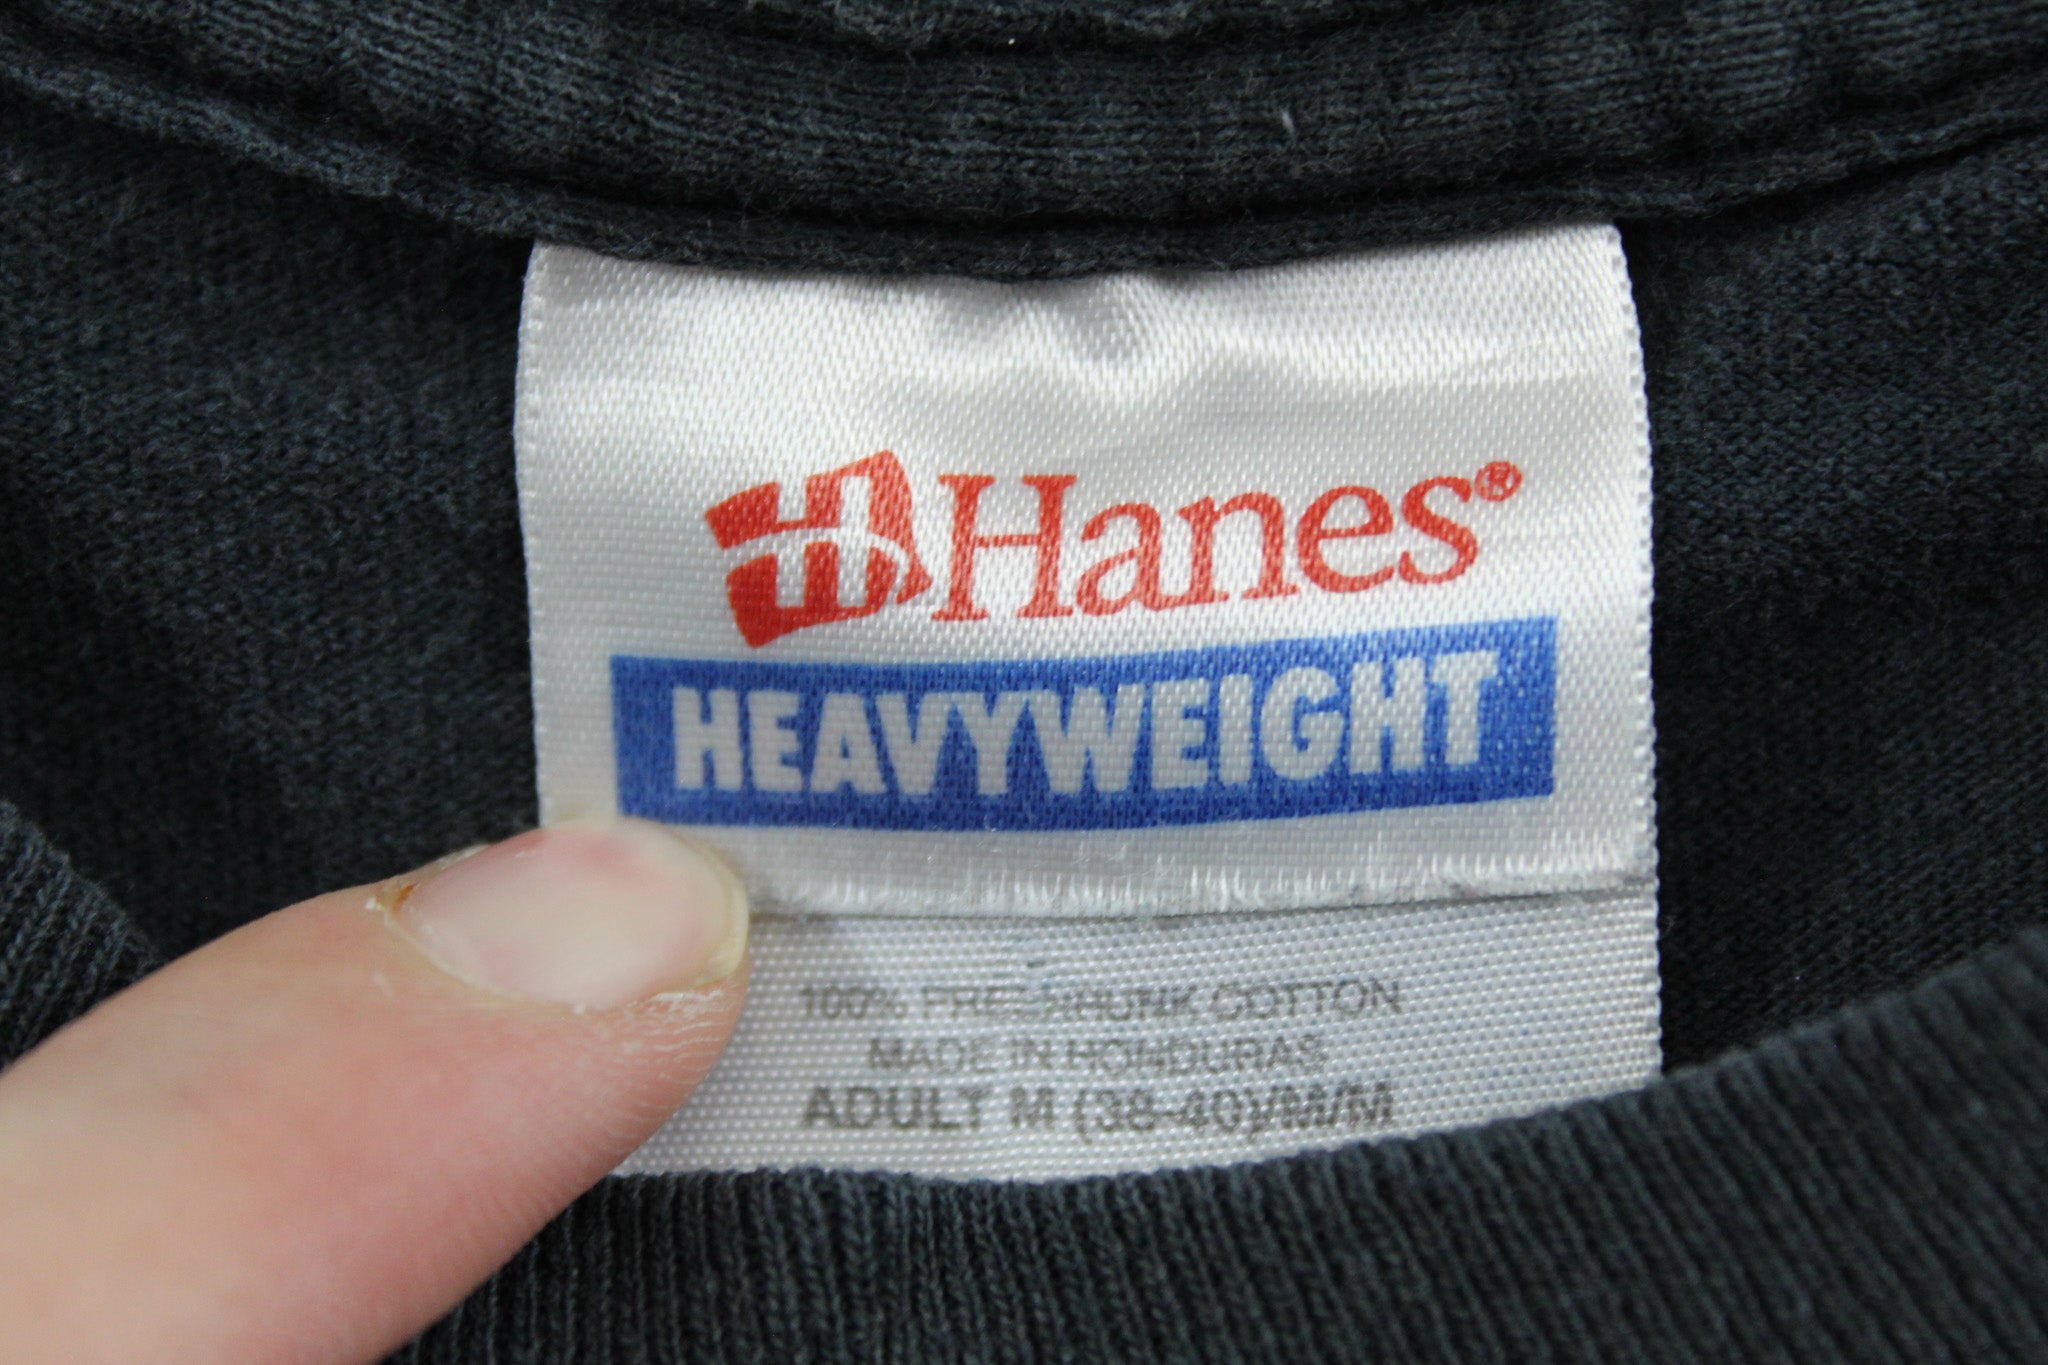 H Hanes®
HEAVYWEIGHT
100% PRESHRUNK COTTON
MADE IN HONDURAS
ADULT M (38-40)/M/M